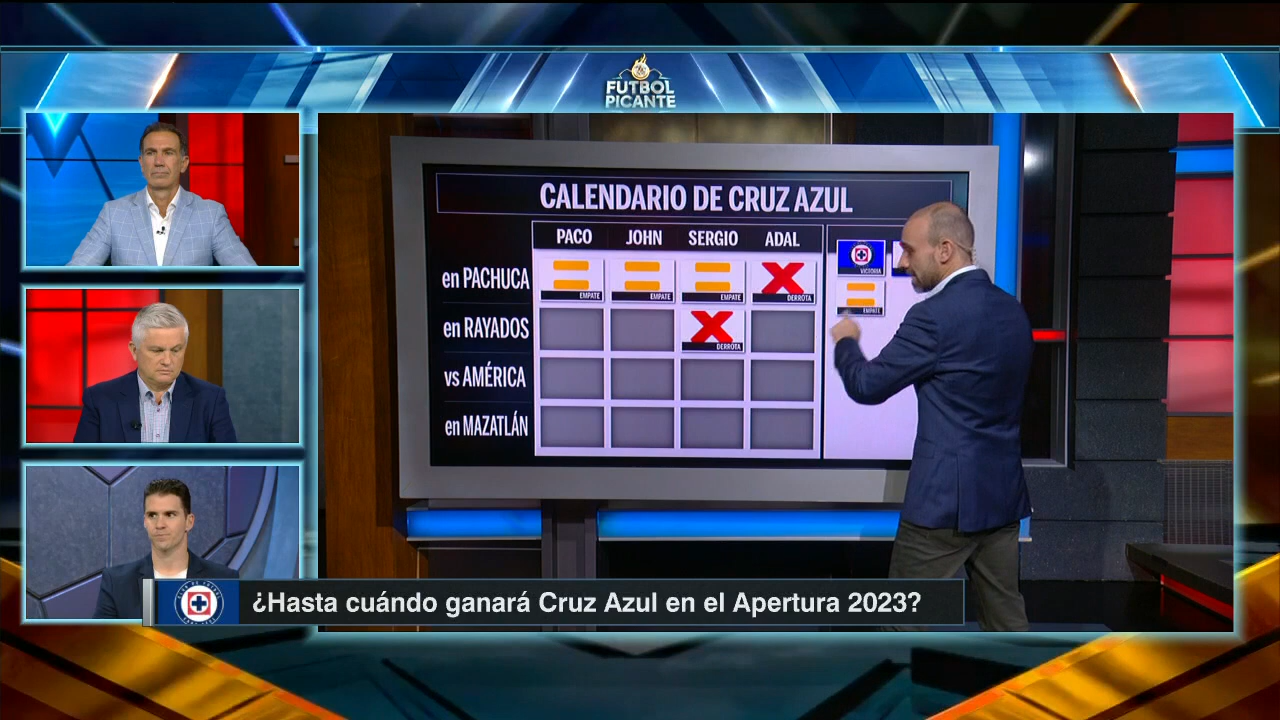 FUTBOL
PICANTE
CALENDARIO DE CRUZ AZUL
PACO JOHN SERGIO ADAL
en PACHUCA
EMPATE EMPATE EMPATE DERROTA
VICTORIA
EMPATE
en RAYADOS
DERROTA
vs AMÉRICA
en MAZATLÁN
¿Hasta cuándo ganará Cruz Azul en el Apertura 2023?